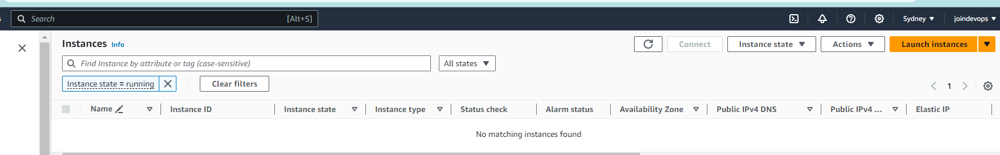 s Search [Alt+S] Sydney joindevops
Instances Info Connect Instance state Actions Launch instances
Find Instance by attribute or tag (case-sensitive) All states
Instance state = running Clear filters 1
Name Instance ID Instance state Instance type Status check Alarm status Availability Zone Public IPv4 DNS Public IPv4 ... Elastic IP
No matching instances found